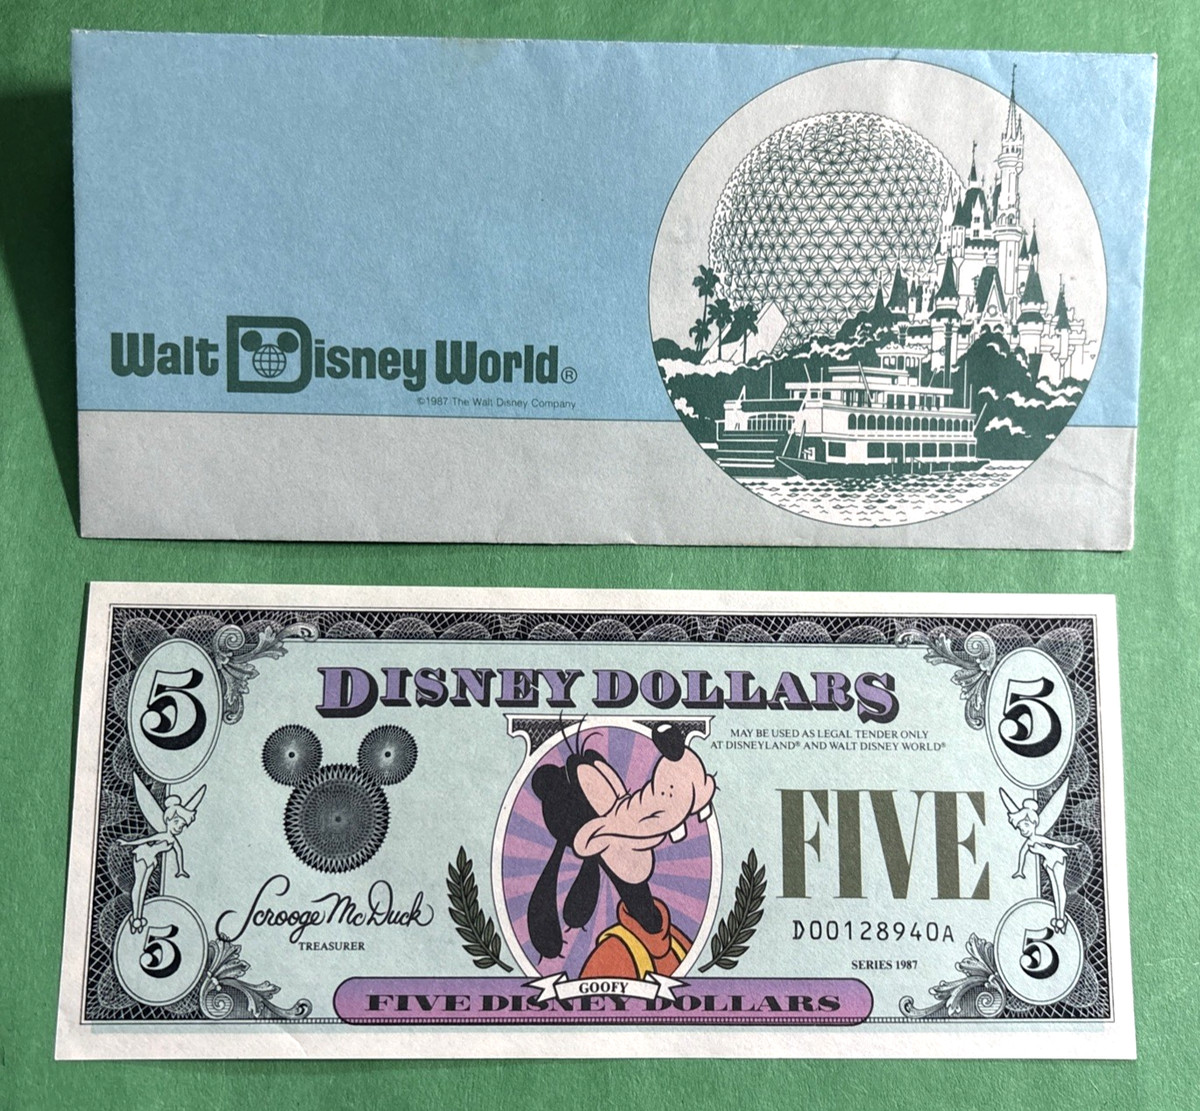 Walt Disney World®
©1987 The Walt Disney Company
5
5
DISNEY DOLLARS
MAY BE USED AS LEGAL TENDER ONLY
AT DISNEYLAND® AND WALT DISNEY WORLD®
FIVE
Scrooge McDuck
TREASURER
D00128940A
SERIES 1987
5
5
GOOFY
FIVE DISNEY DOLLARS